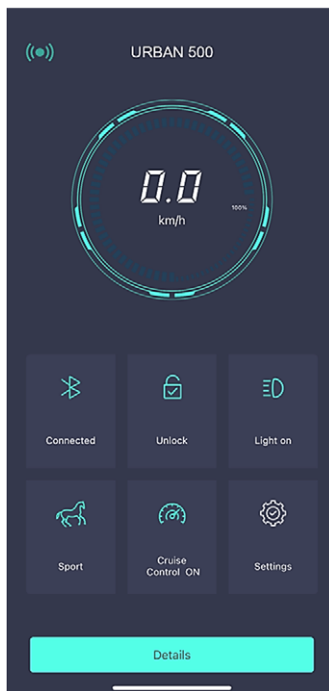 URBAN 500
0.0
100%
km/h
Connected
Unlock
Light on
Sport
Cruise
Control ON
Settings
Details